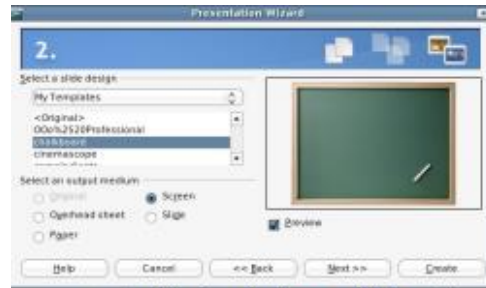 Presentation Wizard
2.
Select a slide design
My Templates
<Original>
OOo%2520Professional
chalkboard
cinemascope
Select an output medium
Original
Screen
Overhead sheet
Slide
Paper
Preview
Help
Cancel
<< Back
Next >>
Create